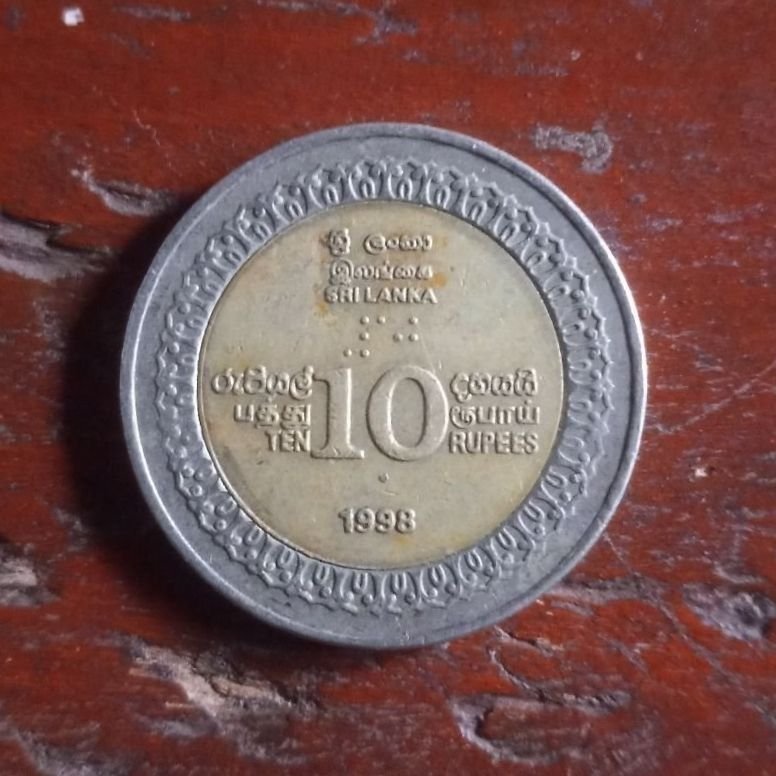 ශ්‍රී ලංකා
இலங்கை
SRI LANKA
රුපියල් 10 දහයයි
பத்து ரூபாய்
TEN RUPEES
1998